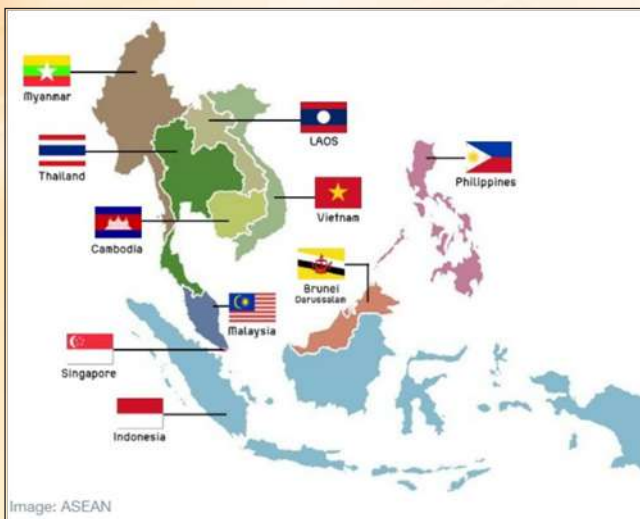 Myanmar
LAOS
Thailand
Philippines
Vietnam
Cambodia
Brunei
Darussalam
Malaysia
Singapore
Indonesia
Image: ASEAN